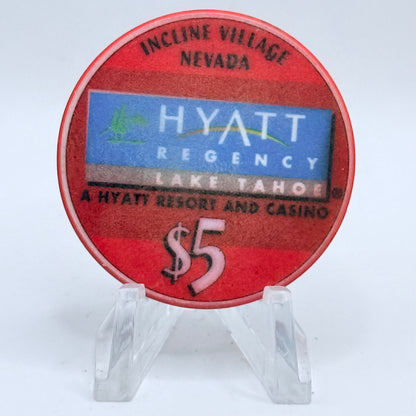 INCLINE VILLAGE
NEVADA
HYATT
REGENCY
LAKE TAHOE®
A HYATT RESORT AND CASINO
$5